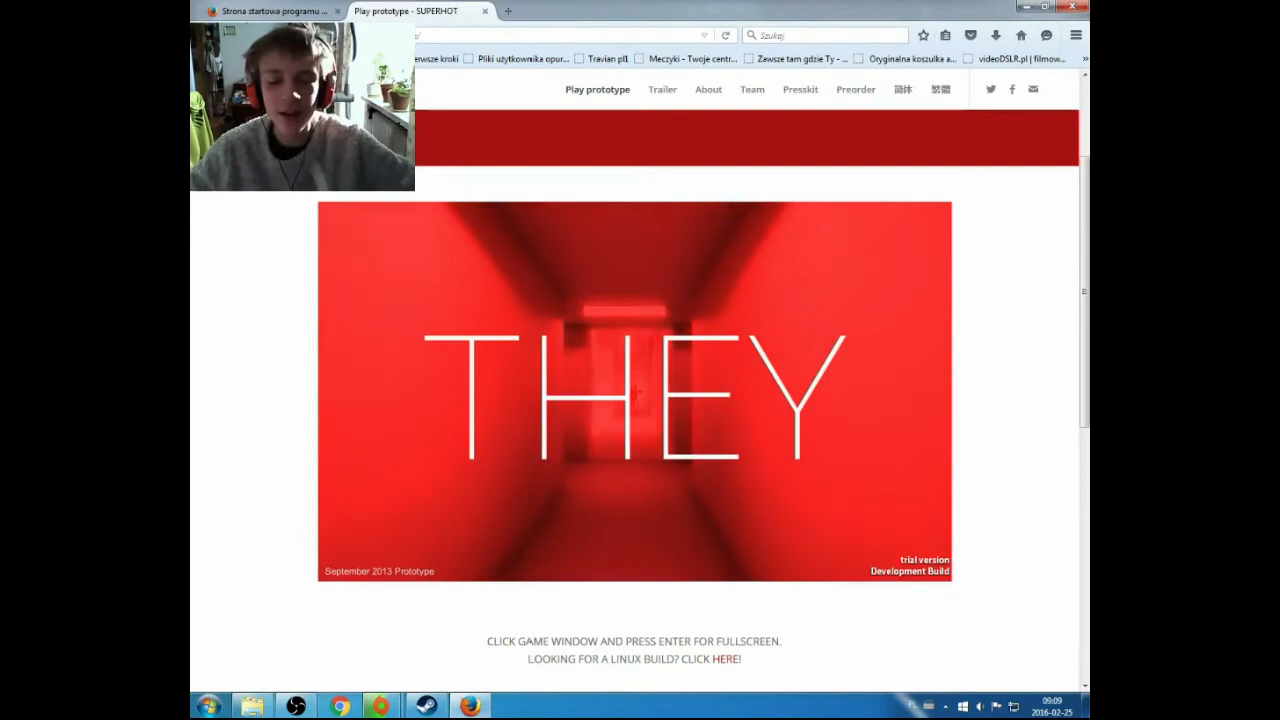 Strona startowa programu ...
Play prototype - SUPERHOT
Szukaj
erwsze kroki
Pliki użytkownika opur...
Travian pl1
Meczyki - Twoje centr...
Zawsze tam gdzie Ty - ...
Oryginalna koszulka a...
videoDSLR.pl | filmow...
Play prototype
Trailer
About
Team
Presskit
Preorder
简体
繁體
THEY
trial version
September 2013 Prototype
Development Build
CLICK GAME WINDOW AND PRESS ENTER FOR FULLSCREEN.
LOOKING FOR A LINUX BUILD? CLICK HERE!
PL
09:09
2016-02-25